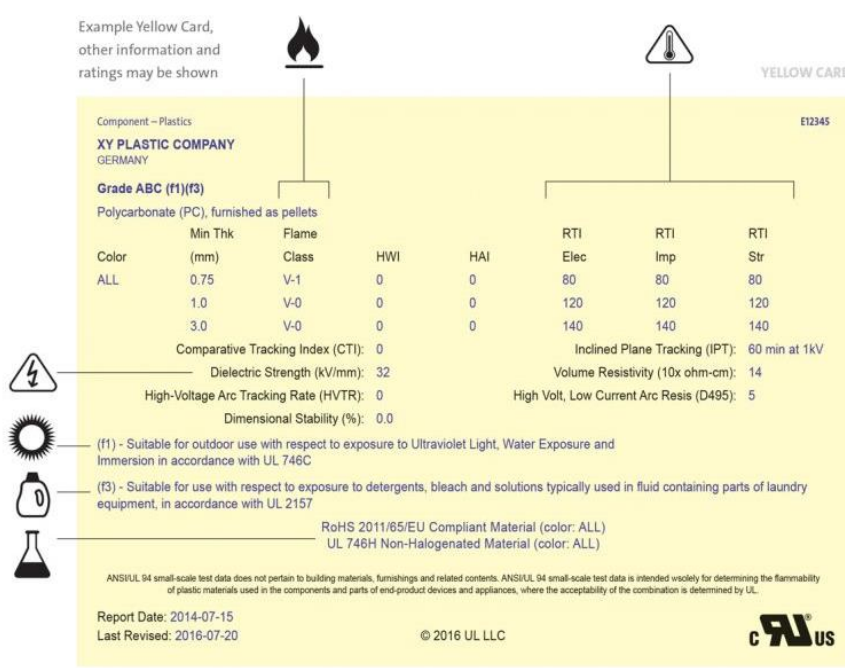 Example Yellow Card,
other information and
ratings may be shown
YELLOW CARD
Component – Plastics E12345
XY PLASTIC COMPANY
GERMANY
Grade ABC (f1)(f3)
Polycarbonate (PC), furnished as pellets
Min Thk Flame RTI RTI RTI
Color (mm) Class HWI HAI Elec Imp Str
ALL 0.75 V-1 0 0 80 80 80
1.0 V-0 0 0 120 120 120
3.0 V-0 0 0 140 140 140
Comparative Tracking Index (CTI): 0 Inclined Plane Tracking (IPT): 60 min at 1kV
Dielectric Strength (kV/mm): 32 Volume Resistivity (10x ohm-cm): 14
High-Voltage Arc Tracking Rate (HVTR): 0 High Volt, Low Current Arc Resis (D495): 5
Dimensional Stability (%): 0.0
(f1) - Suitable for outdoor use with respect to exposure to Ultraviolet Light, Water Exposure and
Immersion in accordance with UL 746C
(f3) - Suitable for use with respect to exposure to detergents, bleach and solutions typically used in fluid containing parts of laundry
equipment, in accordance with UL 2157
RoHS 2011/65/EU Compliant Material (color: ALL)
UL 746H Non-Halogenated Material (color: ALL)
ANSI/UL 94 small-scale test data does not pertain to building materials, furnishings and related contents. ANSI/UL 94 small-scale test data is intended wsolely for determining the flammability
of plastic materials used in the components and parts of end-product devices and appliances, where the acceptability of the combination is determined by UL.
Report Date: 2014-07-15
Last Revised: 2016-07-20 © 2016 UL LLC
c RU ® US